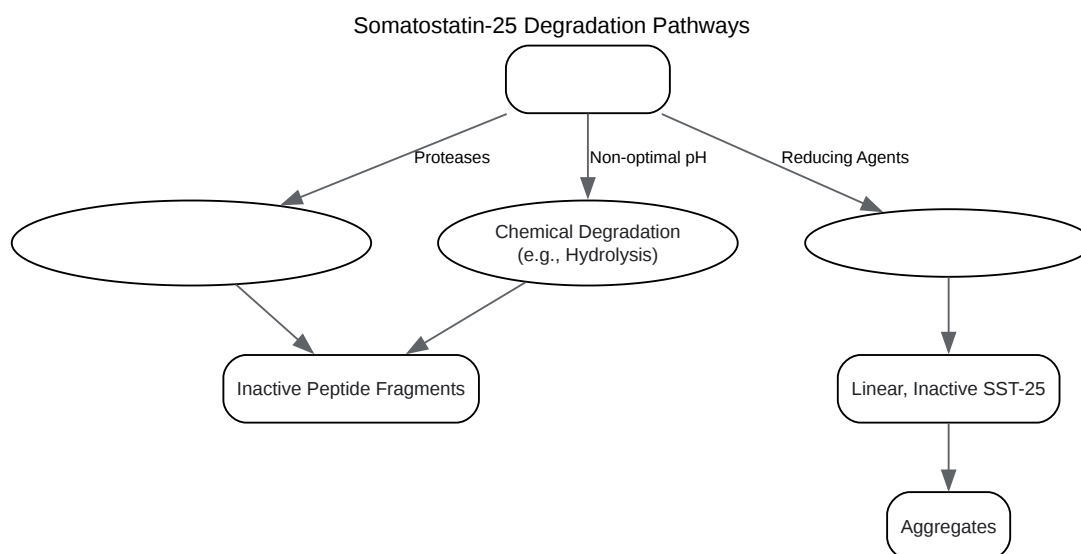 Somatostatin-25 Degradation Pathways
Proteases
Non-optimal pH
Reducing Agents
Chemical Degradation
(e.g., Hydrolysis)
Inactive Peptide Fragments
Linear, Inactive SST-25
Aggregates